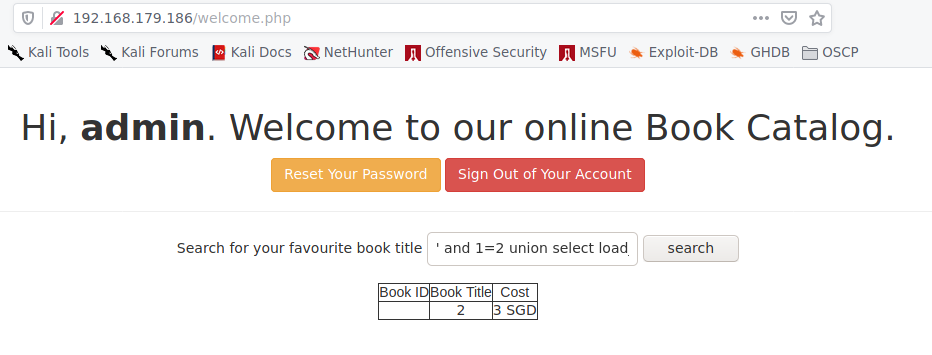 192.168.179.186/welcome.php
Kali Tools Kali Forums Kali Docs NetHunter Offensive Security MSFU Exploit-DB GHDB OSCP
Hi, admin. Welcome to our online Book Catalog.
Reset Your Password Sign Out of Your Account
Search for your favourite book title ' and 1=2 union select load_ search
Book ID Book Title Cost
2 3 SGD